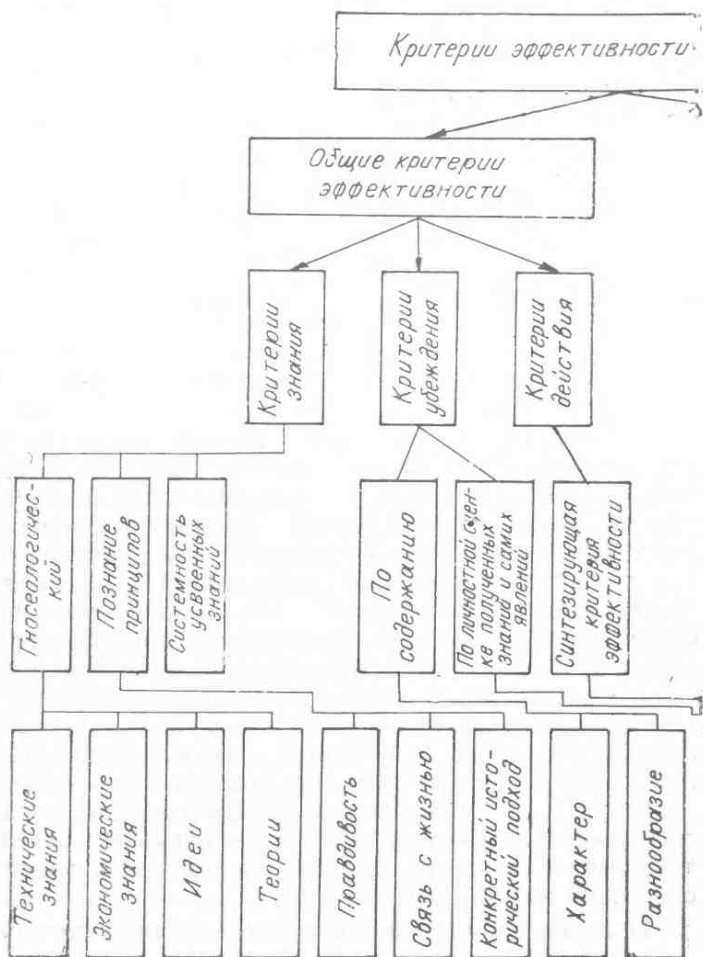 Критерии эффективности
Общие критерии
эффективности
Критерии
знания
Критерии
убеждения
Критерии
действия
Гносеологичес-
кий
Познание
принципов
Системность
усвоенных
знаний
По
содержанию
По личностной оцен-
ке полученных
знаний и самих
явлений
Синтезирующая
критерия
эффективности
Технические
знания
Экономические
знания
Идеи
Теории
Правдивость
Связь с жизнью
Конкретный исто-
рический подход
Характер
Разнообразие